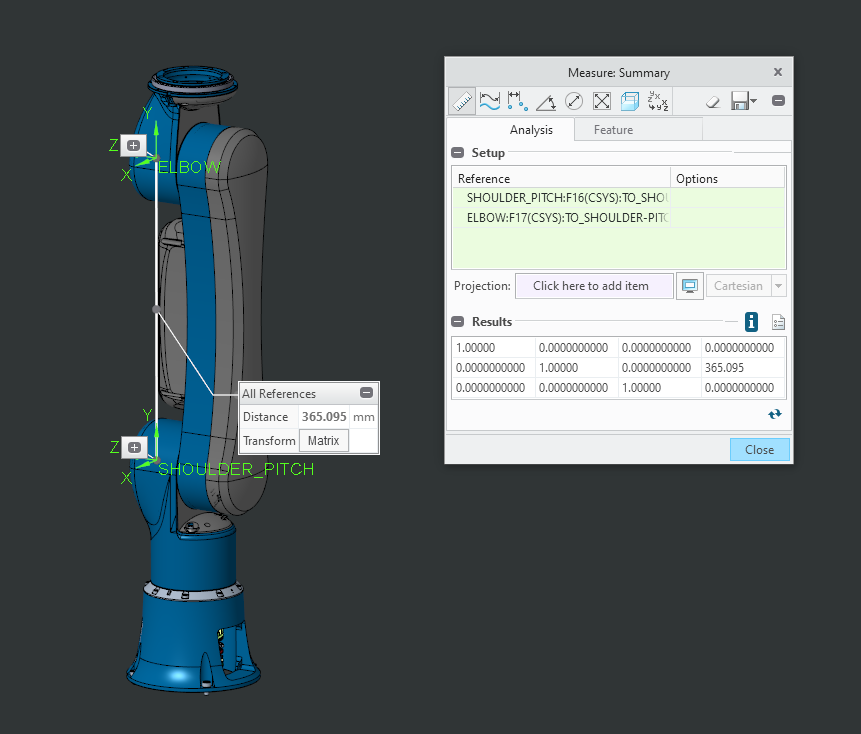 Measure: Summary
Analysis
Feature
Setup
Reference Options
SHOULDER_PITCH:F16(CSYS):TO_SHOU
ELBOW:F17(CSYS):TO_SHOULDER-PITC
Projection: Click here to add item Cartesian
Results
1.00000 0.0000000000 0.0000000000 0.0000000000
0.0000000000 1.00000 0.0000000000 365.095
0.0000000000 0.0000000000 1.00000 0.0000000000
Close
Y
Z
X
ELBOW
All References
Distance 365.095 mm
Transform Matrix
Y
Z
X
SHOULDER_PITCH